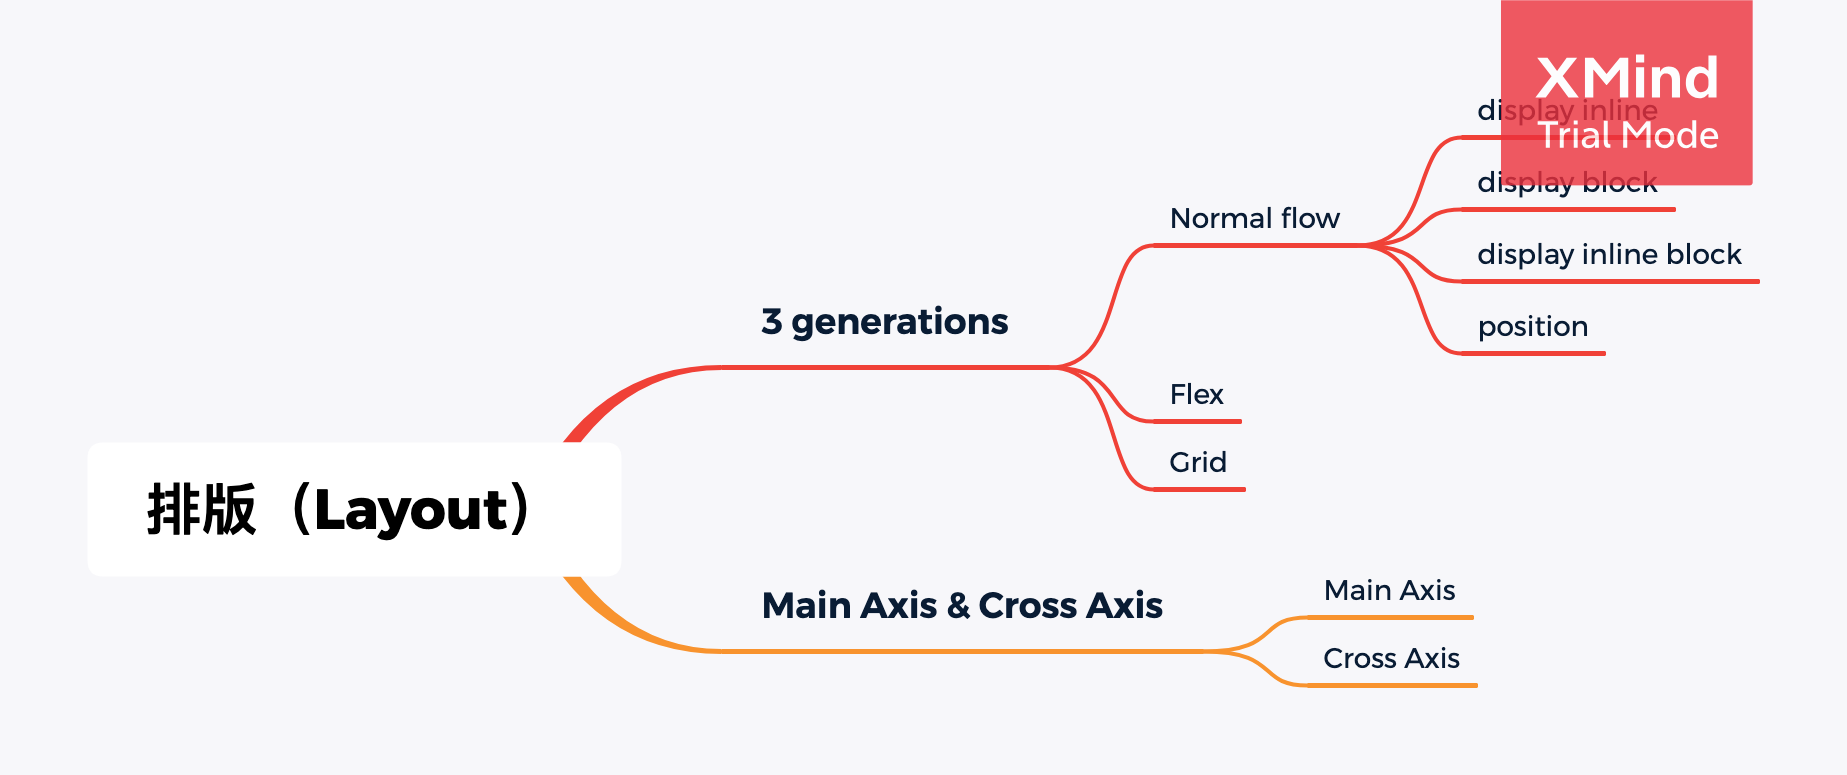 XMind
Trial Mode
display inline
display block
Normal flow
display inline block
3 generations
position
Flex
Grid
排版（Layout）
Main Axis & Cross Axis
Main Axis
Cross Axis